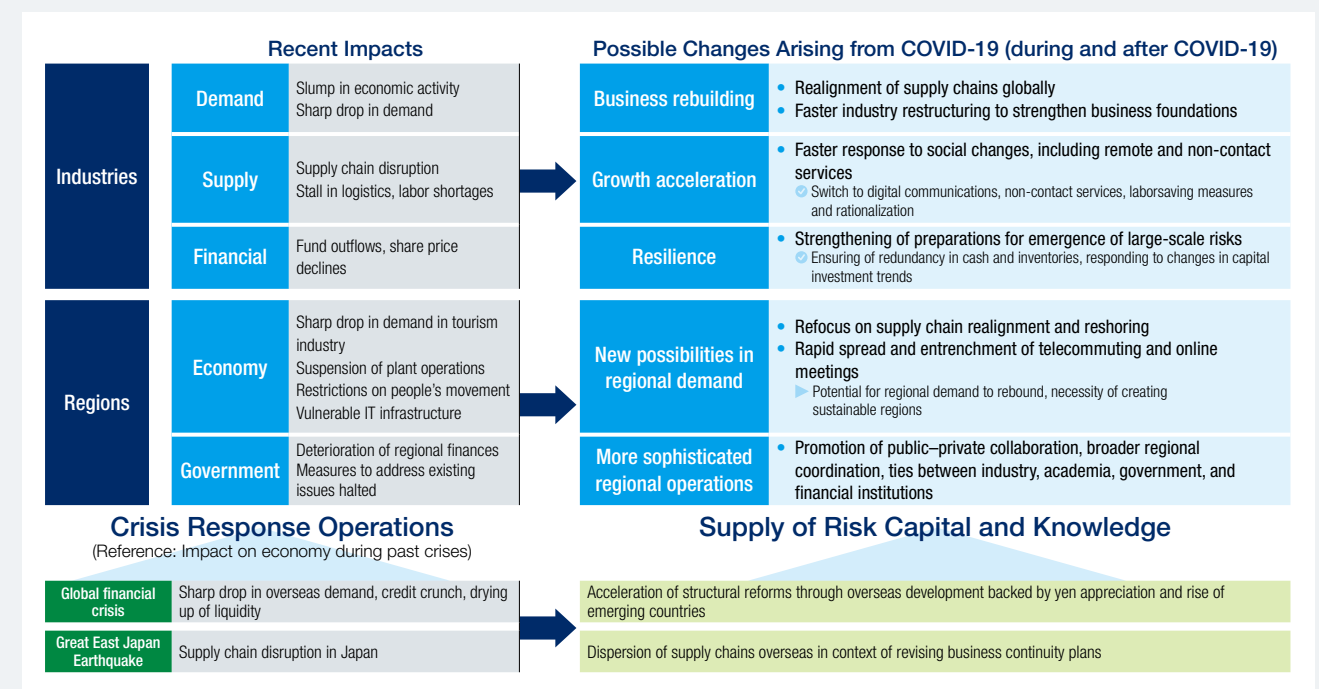 Recent Impacts
Possible Changes Arising from COVID-19 (during and after COVID-19)
Industries
Demand
Slump in economic activity
Sharp drop in demand
Supply
Supply chain disruption
Stall in logistics, labor shortages
Financial
Fund outflows, share price
declines
Business rebuilding
• Realignment of supply chains globally
• Faster industry restructuring to strengthen business foundations
Growth acceleration
• Faster response to social changes, including remote and non-contact
services
Switch to digital communications, non-contact services, laborsaving measures
and rationalization
Resilience
• Strengthening of preparations for emergence of large-scale risks
Ensuring of redundancy in cash and inventories, responding to changes in capital
investment trends
Regions
Economy
Sharp drop in demand in tourism
industry
Suspension of plant operations
Restrictions on people’s movement
Vulnerable IT infrastructure
Government
Deterioration of regional finances
Measures to address existing
issues halted
New possibilities in
regional demand
• Refocus on supply chain realignment and reshoring
• Rapid spread and entrenchment of telecommuting and online
meetings
Potential for regional demand to rebound, necessity of creating
sustainable regions
More sophisticated
regional operations
• Promotion of public–private collaboration, broader regional
coordination, ties between industry, academia, government, and
financial institutions
Crisis Response Operations
(Reference: Impact on economy during past crises)
Supply of Risk Capital and Knowledge
Global financial
crisis
Sharp drop in overseas demand, credit crunch, drying
up of liquidity
Acceleration of structural reforms through overseas development backed by yen appreciation and rise of
emerging countries
Great East Japan
Earthquake
Supply chain disruption in Japan
Dispersion of supply chains overseas in context of revising business continuity plans